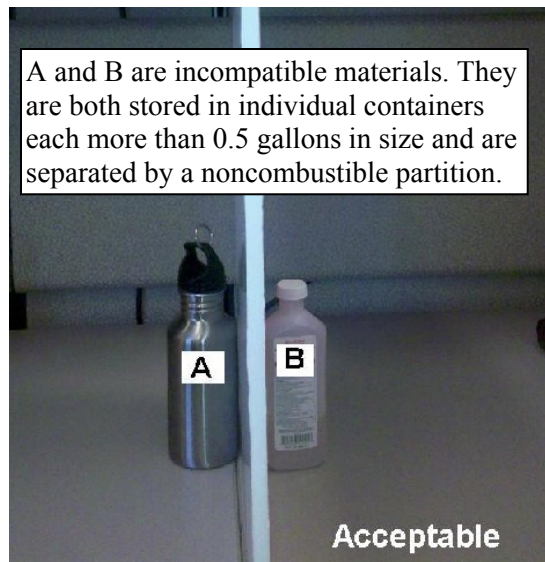 A and B are incompatible materials. They
are both stored in individual containers
each more than 0.5 gallons in size and are
separated by a noncombustible partition.
A
B
Acceptable